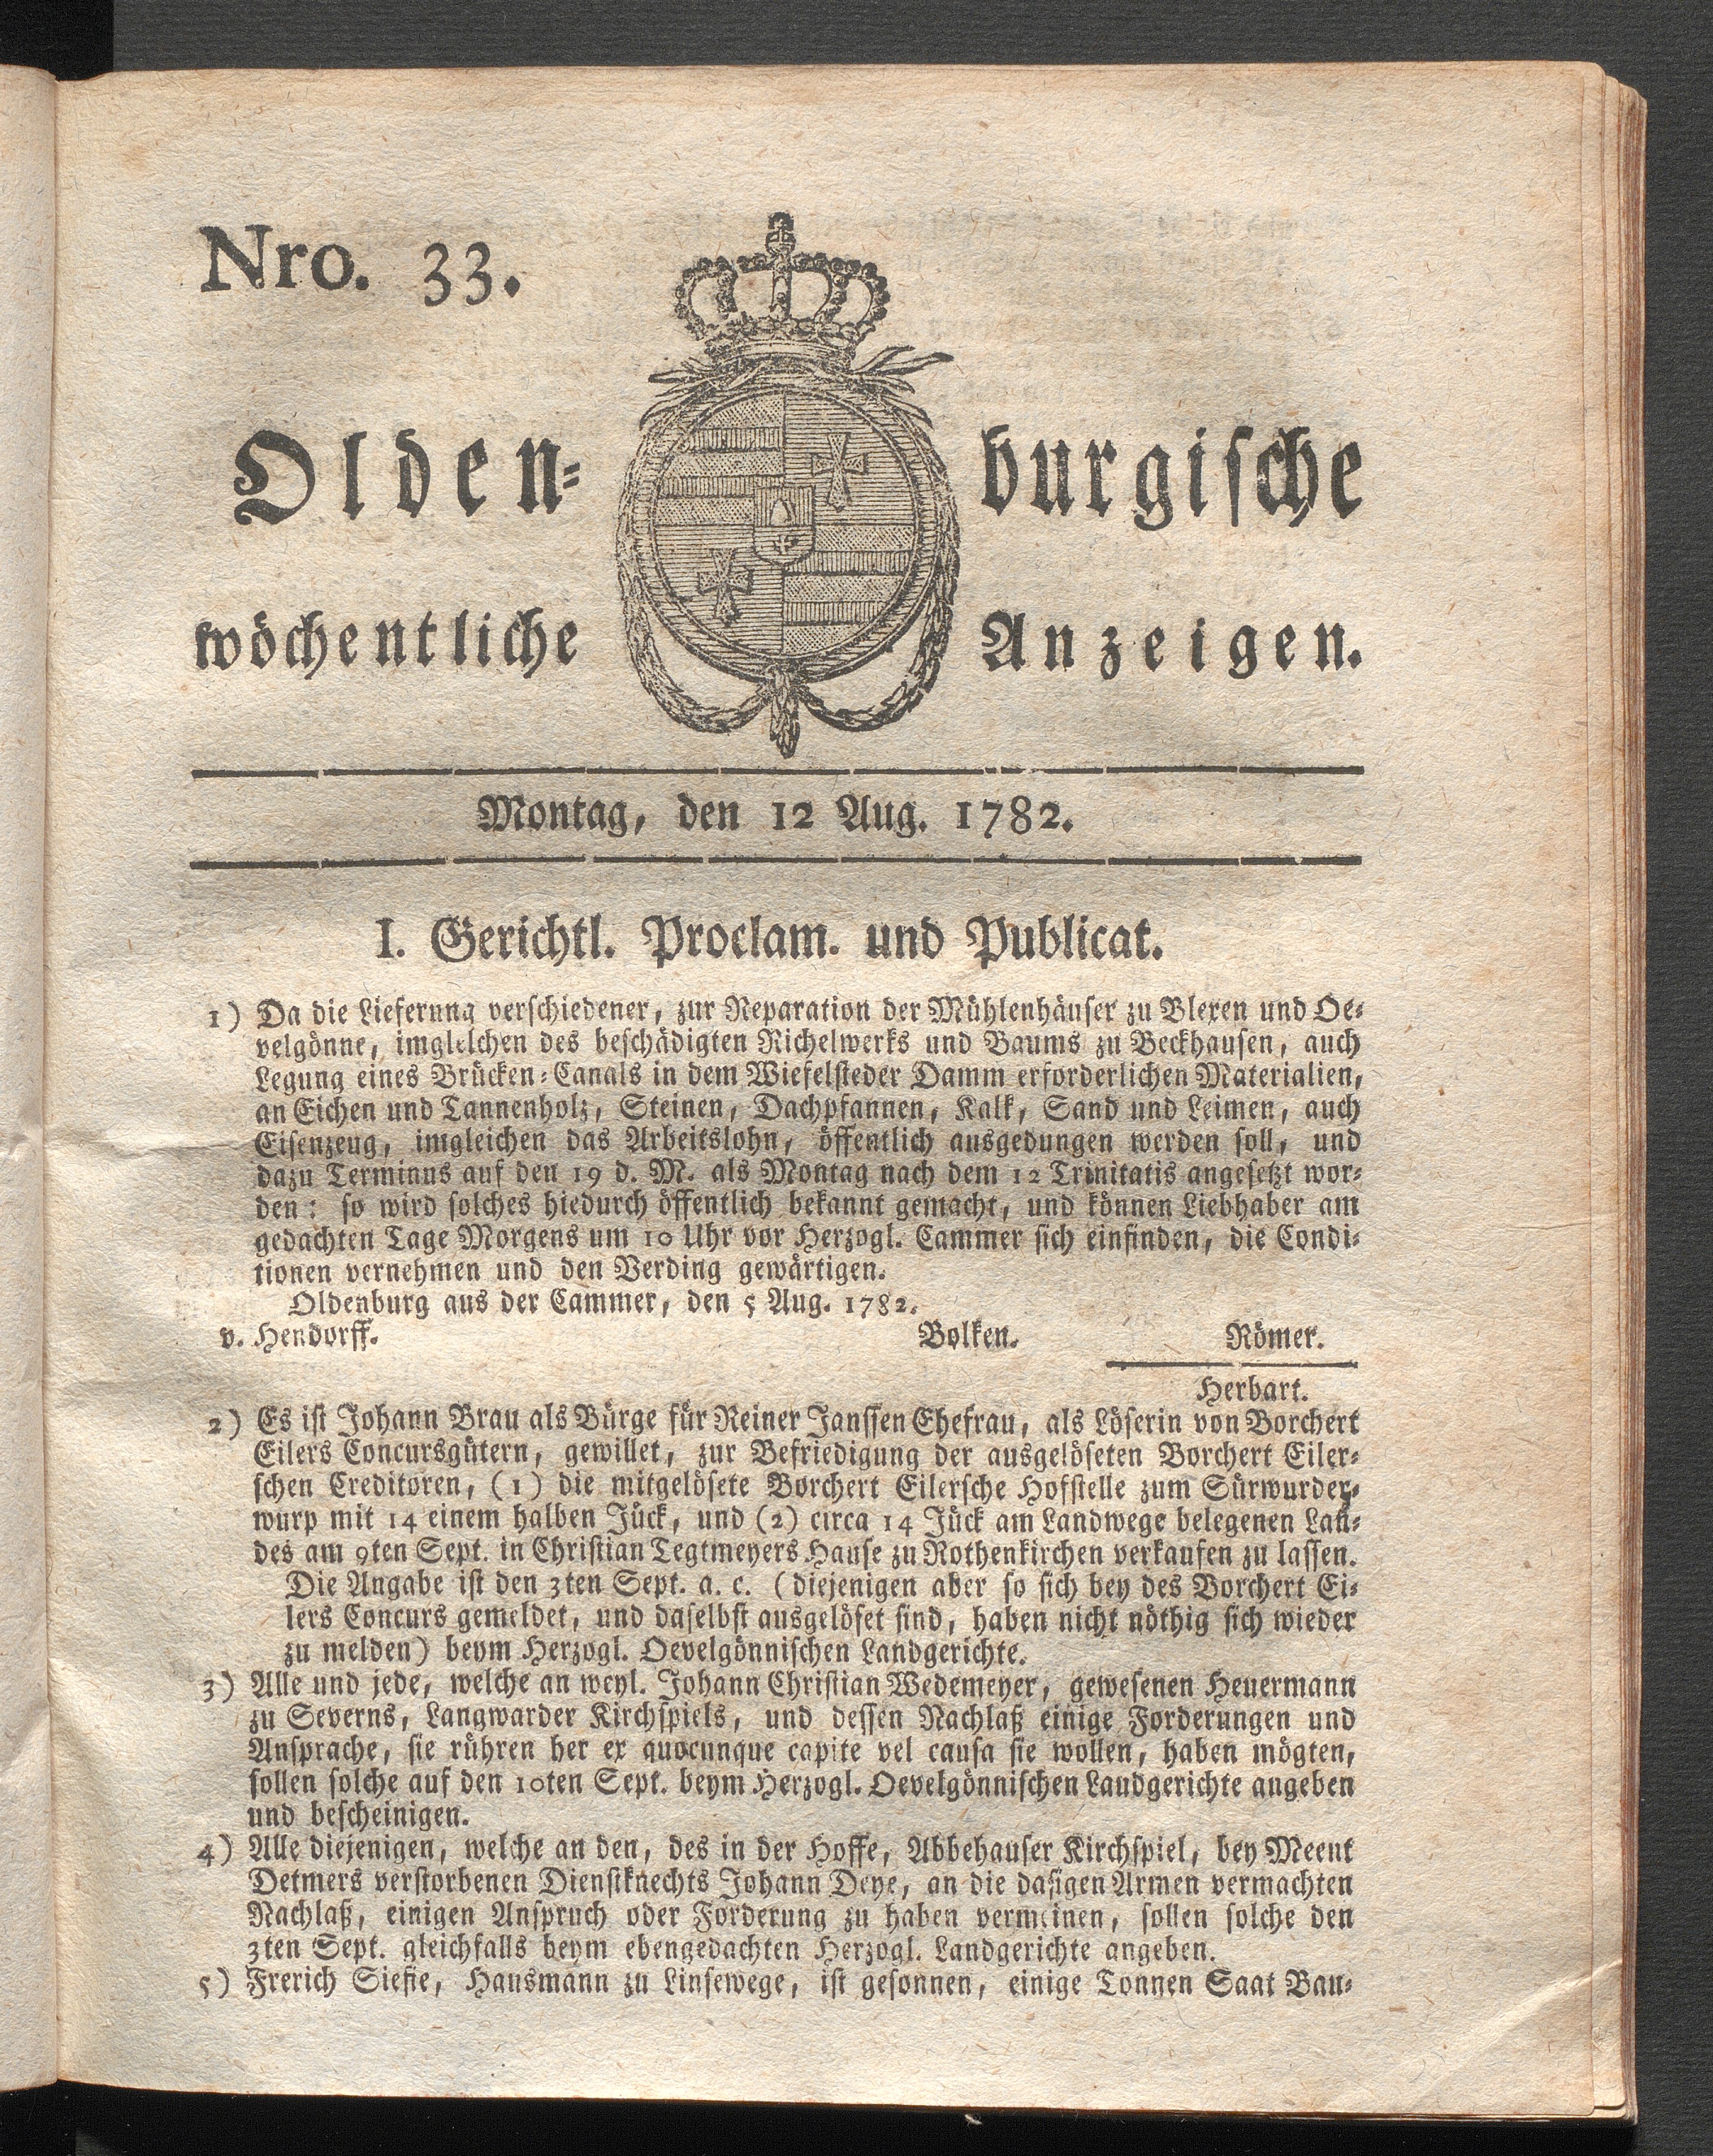 Nro. 33.
Olden- burgische
wöchentliche Anzeigen.
Montag, den 12 Aug. 1782.
I. Gerichtl. Proclam. und Publicat.
1) Da die Lieferung verschiedener, zur Reparation der Mühlenhäuser zu Blexen und Oe-
velgönne, imgleichen des beschädigten Richelwerks und Baums zu Beckhausen, auch
Legung eines Brücken-Canals in dem Wiefelsteder Damm erforderlichen Materialien,
an Eichen und Tannenholz, Steinen, Dachpfannen, Kalk, Sand und Leimen, auch
Eisenzeug, imgleichen das Arbeitslohn, öffentlich ausgedungen werden soll, und
dazu Terminus auf den 19 d. M. als Montag nach dem 12 Trinitatis angesetzt wor-
den: so wird solches hiedurch öffentlich bekannt gemacht, und können Liebhaber am
gedachten Tage Morgens um 10 Uhr vor Herzogl. Cammer sich einfinden, die Condi-
tionen vernehmen und den Verding gewärtigen.
Oldenburg aus der Cammer, den 5 Aug. 1782.
v. Hendorff. Bolken. Römer.
Herbart.
2) Es ist Johann Brau als Bürge für Reiner Janssen Ehefrau, als Löserin von Borchert
Eilers Concursgütern, gewillet, zur Befriedigung der ausgelöseten Borchert Eiler-
schen Creditoren, (1) die mitgelösete Borchert Eilersche Hofstelle zum Sürwurder-
wurp mit 14 einem halben Jück, und (2) circa 14 Jück am Landwege belegenen Lan-
des am 9ten Sept. in Christian Tegtmeyers Hause zu Rothenkirchen verkaufen zu lassen.
Die Angabe ist den 3ten Sept. a. c. (diejenigen aber so sich bey des Borchert Ei-
lers Concurs gemeldet, und daselbst ausgelöset sind, haben nicht nöthig sich wieder
zu melden) beym Herzogl. Oevelgönnischen Landgerichte.
3) Alle und jede, welche an weyl. Johann Christian Wedemeyer, gewesenen Heuermann
zu Severns, Langwarder Kirchspiels, und dessen Nachlaß einige Forderungen und
Ansprache, sie rühren her ex quocunque capite vel causa sie wollen, haben mögten,
sollen solche auf den 10ten Sept. beym Herzogl. Oevelgönnischen Landgerichte angeben
und bescheinigen.
4) Alle diejenigen, welche an den, des in der Hoffe, Abbehauser Kirchspiel, bey Meent
Detmers verstorbenen Dienstknechts Johann Deye, an die dasigen Armen vermachten
Nachlaß, einigen Anspruch oder Forderung zu haben vermeinen, sollen solche den
3ten Sept. gleichfalls beym ebengedachten Herzogl. Landgerichte angeben.
5) Frerich Siefie, Hausmann zu Linsewege, ist gesonnen, einige Tonnen Saat Bau-